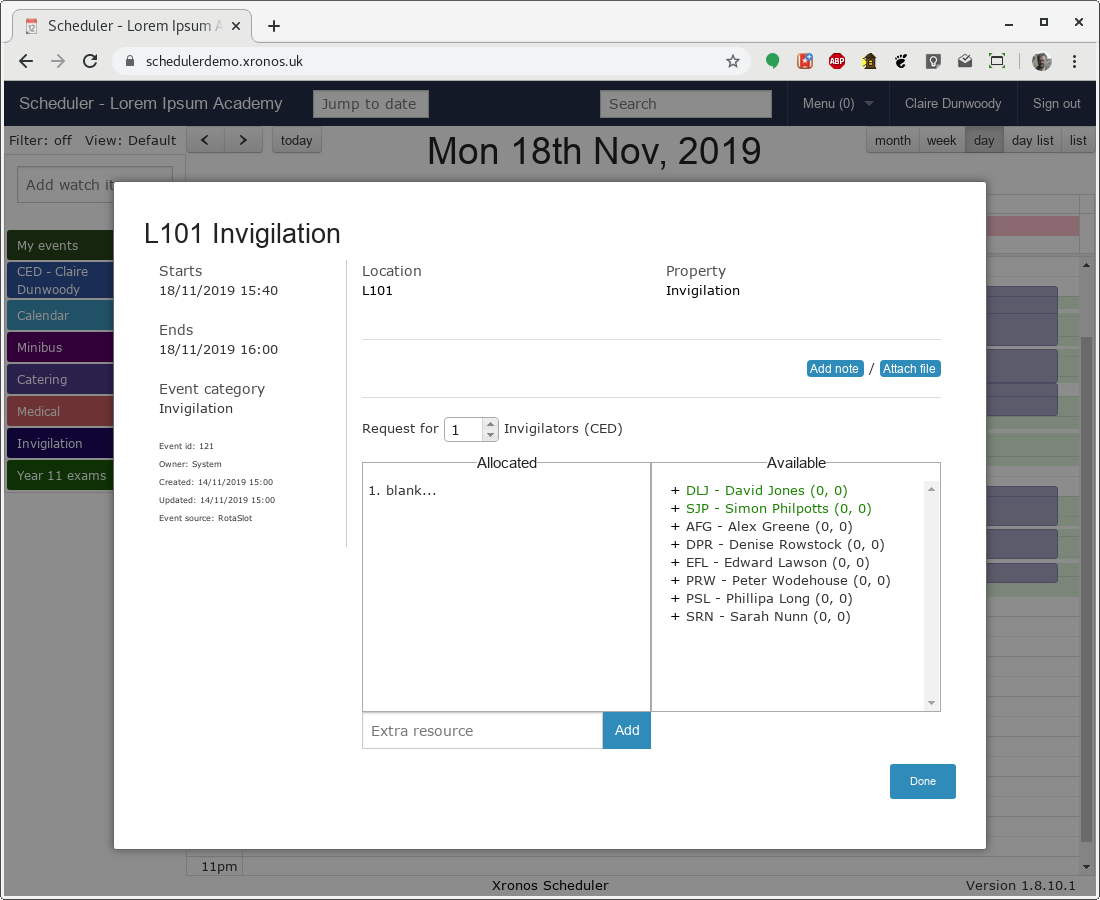 Scheduler - Lorem Ipsum A
schedulerdemo.xronos.uk
ABP
Scheduler - Lorem Ipsum Academy
Jump to date
Search
Menu (0)
Claire Dunwoody
Sign out
Filter: off
View: Default
today
Mon 18th Nov, 2019
month
week
day
day list
list
Add watch it
My events
CED - Claire
Dunwoody
Calendar
Minibus
Catering
Medical
Invigilation
Year 11 exams
L101 Invigilation
Starts
18/11/2019 15:40
Ends
18/11/2019 16:00
Event category
Invigilation
Event id: 121
Owner: System
Created: 14/11/2019 15:00
Updated: 14/11/2019 15:00
Event source: RotaSlot
Location
L101
Property
Invigilation
Add note / Attach file
Request for 1 Invigilators (CED)
Allocated
1. blank...
Available
+ DLJ - David Jones (0, 0)
+ SJP - Simon Philpotts (0, 0)
+ AFG - Alex Greene (0, 0)
+ DPR - Denise Rowstock (0, 0)
+ EFL - Edward Lawson (0, 0)
+ PRW - Peter Wodehouse (0, 0)
+ PSL - Phillipa Long (0, 0)
+ SRN - Sarah Nunn (0, 0)
Extra resource
Add
Done
11pm
Xronos Scheduler
Version 1.8.10.1